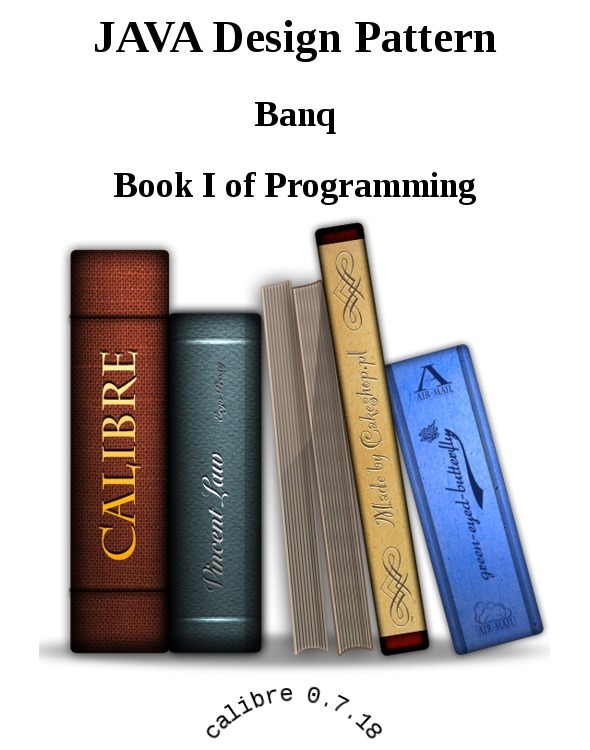 JAVA Design Pattern
Banq
Book I of Programming
CALIBRE
Vincent Law
Made by Cakeshop.pl
A
AIR-MAIL
green-eyed-butterfly
AIR-MAIL
calibre 0.7.18